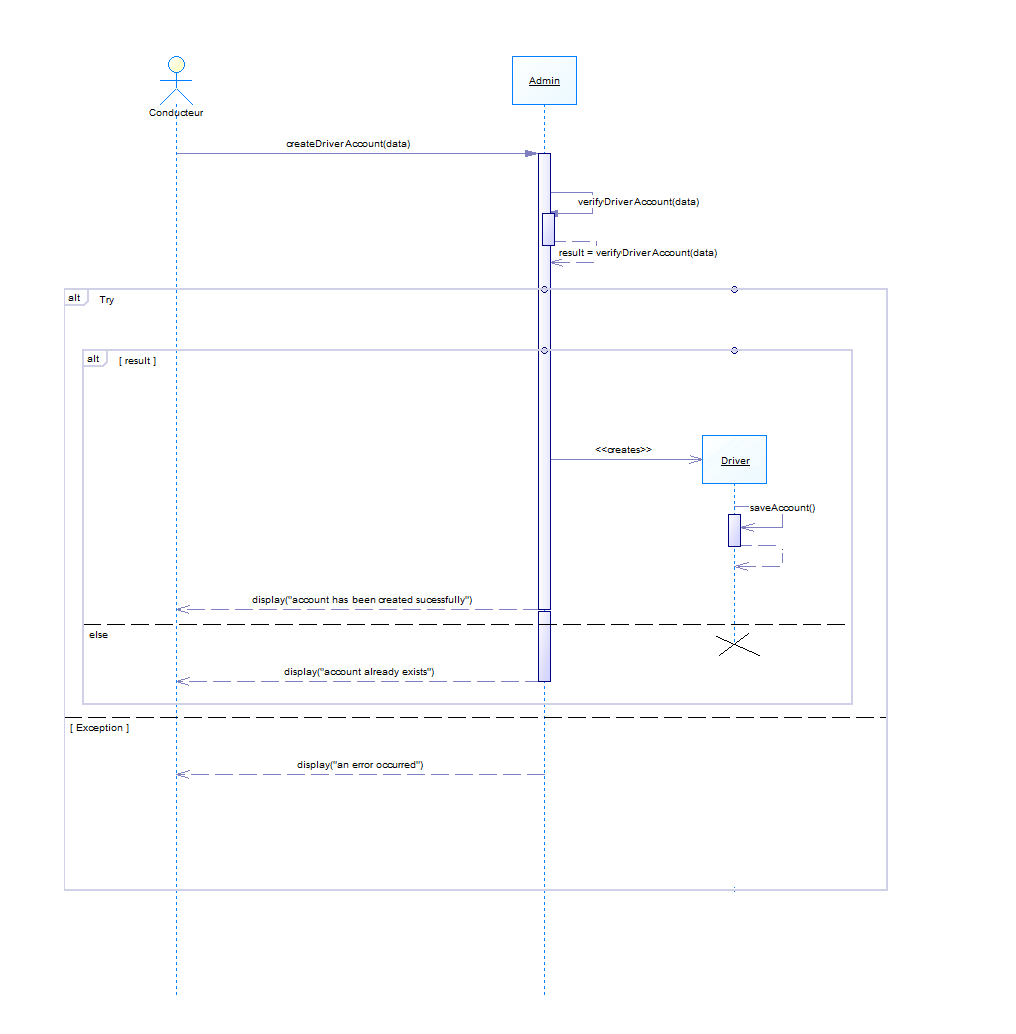 Admin
Conducteur
createDriverAccount(data)
verifyDriverAccount(data)
result = verifyDriverAccount(data)
alt Try
alt [ result ]
<<creates>>
Driver
saveAccount()
display("account has been created sucessfully")
else
display("account already exists")
[ Exception ]
display("an error occurred")